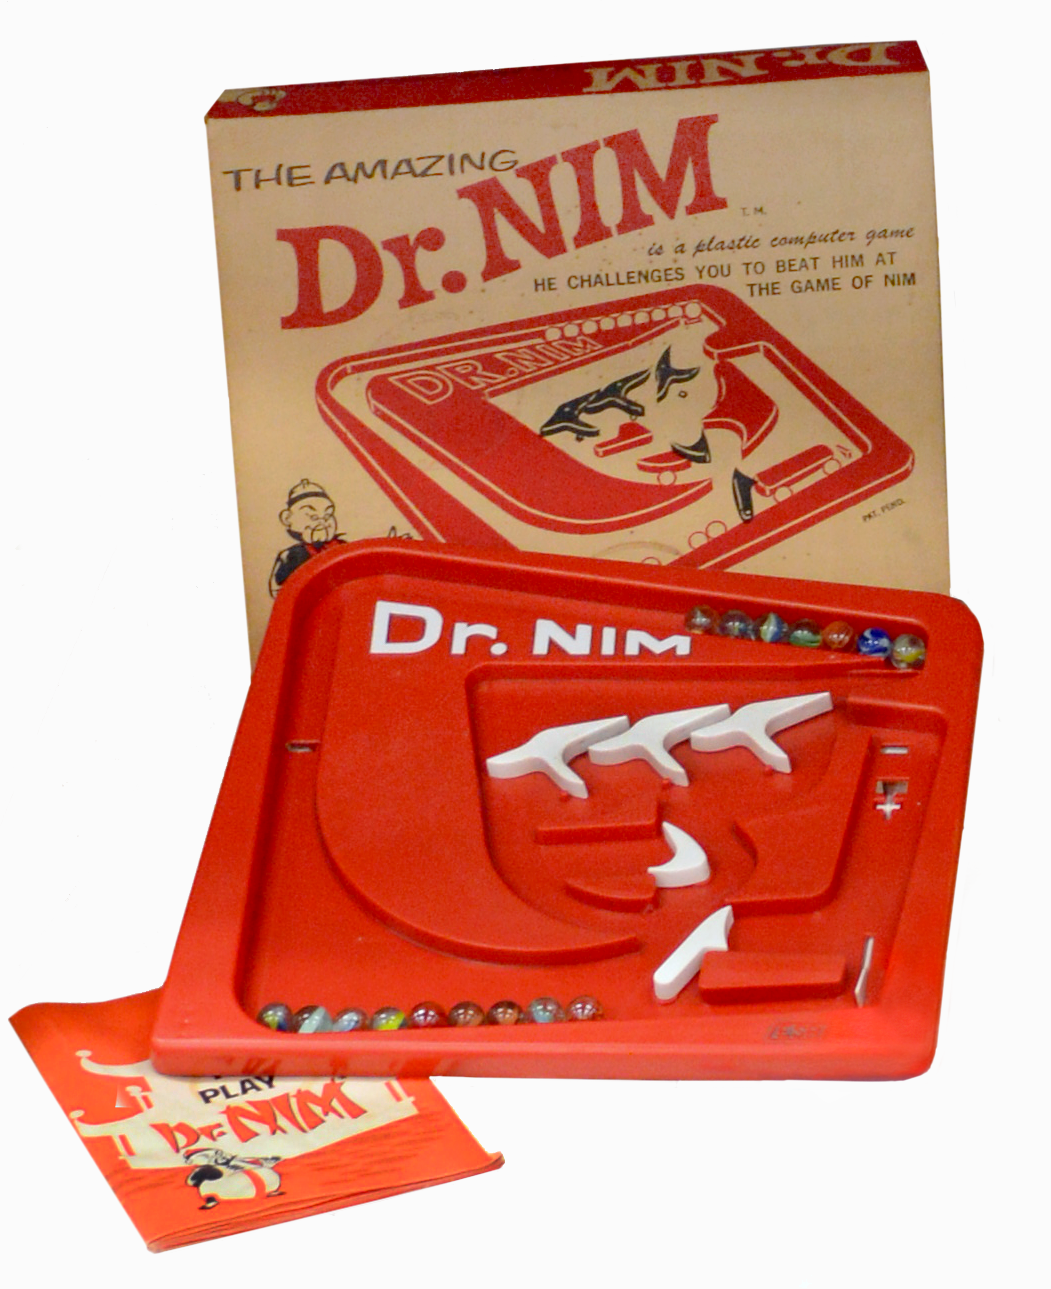 Dr. NIM
THE AMAZING
Dr. NIM
T.M.
is a plastic computer game
HE CHALLENGES YOU TO BEAT HIM AT
THE GAME OF NIM
DR. NIM
PAT. PEND.
Dr. NIM
PLAY
Dr. NIM